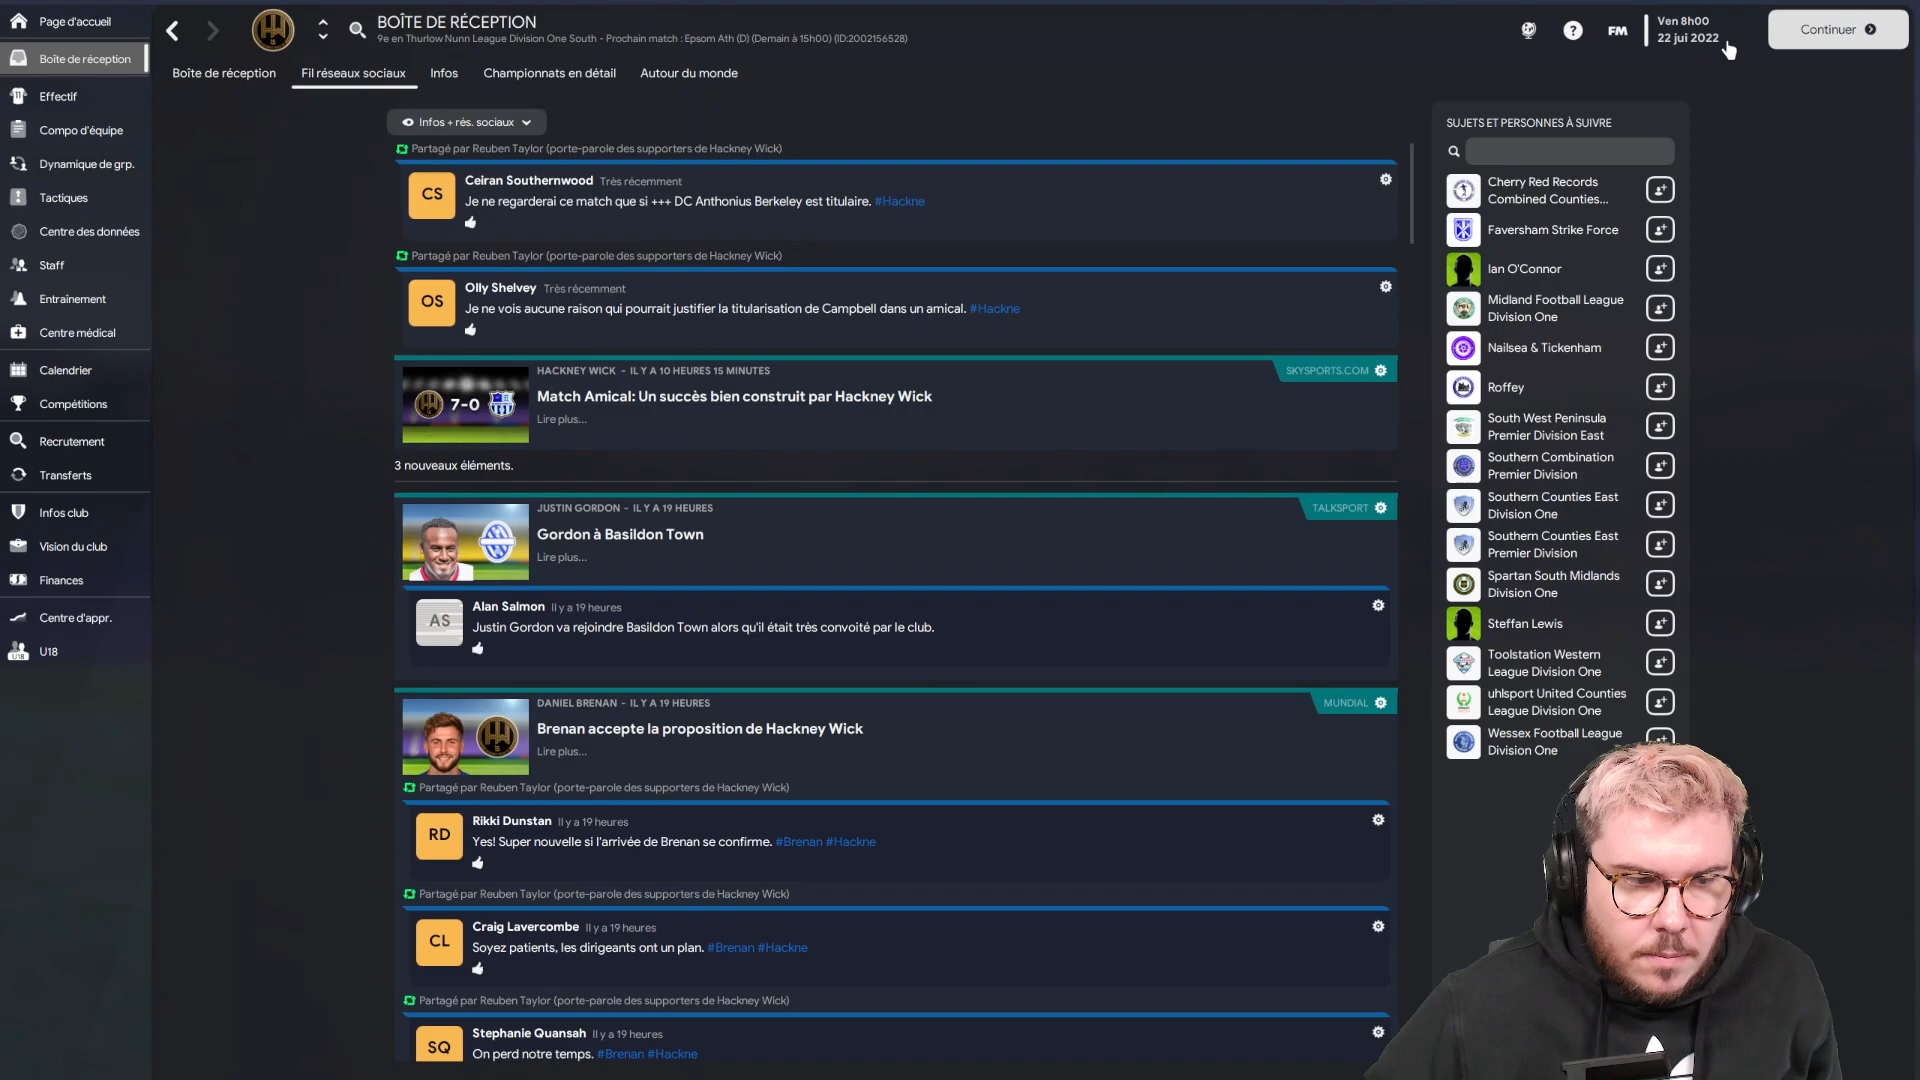 Page d'accueil
Boîte de réception
Effectif
Compo d'équipe
Dynamique de grp.
Tactiques
Centre des données
Staff
Entraînement
Centre médical
Calendrier
Compétitions
Recrutement
Transferts
Infos club
Vision du club
Finances
Centre d'appr.
U18
U18
BOÎTE DE RÉCEPTION
9e en Thurlow Nunn League Division One South - Prochain match : Epsom Ath (D) (Demain à 15h00) (ID:2002156528)
FM
Ven 8h00
22 jui 2022
Continuer
Boîte de réception
Fil réseaux sociaux
Infos
Championnats en détail
Autour du monde
Infos + rés. sociaux
Partagé par Reuben Taylor (porte-parole des supporters de Hackney Wick)
CS
Ceiran Southernwood Très récemment
Je ne regarderai ce match que si +++ DC Anthonius Berkeley est titulaire. #Hackne
Partagé par Reuben Taylor (porte-parole des supporters de Hackney Wick)
OS
Olly Shelvey Très récemment
Je ne vois aucune raison qui pourrait justifier la titularisation de Campbell dans un amical. #Hackne
7-0
HACKNEY WICK - IL Y A 10 HEURES 15 MINUTES
SKYSPORTS.COM
Match Amical: Un succès bien construit par Hackney Wick
Lire plus...
3 nouveaux éléments.
JUSTIN GORDON - IL Y A 19 HEURES
TALKSPORT
Gordon à Basildon Town
Lire plus...
AS
Alan Salmon Il y a 19 heures
Justin Gordon va rejoindre Basildon Town alors qu'il était très convoité par le club.
DANIEL BRENAN - IL Y A 19 HEURES
MUNDIAL
Brenan accepte la proposition de Hackney Wick
Lire plus...
Partagé par Reuben Taylor (porte-parole des supporters de Hackney Wick)
RD
Rikki Dunstan Il y a 19 heures
Yes! Super nouvelle si l'arrivée de Brenan se confirme. #Brenan #Hackne
Partagé par Reuben Taylor (porte-parole des supporters de Hackney Wick)
CL
Craig Lavercombe Il y a 19 heures
Soyez patients, les dirigeants ont un plan. #Brenan #Hackne
Partagé par Reuben Taylor (porte-parole des supporters de Hackney Wick)
SQ
Stephanie Quansah Il y a 19 heures
On perd notre temps. #Brenan #Hackne
SUJETS ET PERSONNES À SUIVRE
Cherry Red Records
Combined Counties...
Faversham Strike Force
Ian O'Connor
Midland Football League
Division One
Nailsea & Tickenham
Roffey
South West Peninsula
Premier Division East
Southern Combination
Premier Division
Southern Counties East
Division One
Southern Counties East
Premier Division
Spartan South Midlands
Division One
Steffan Lewis
Toolstation Western
League Division One
uhlsport United Counties
League Division One
Wessex Football League
Division One